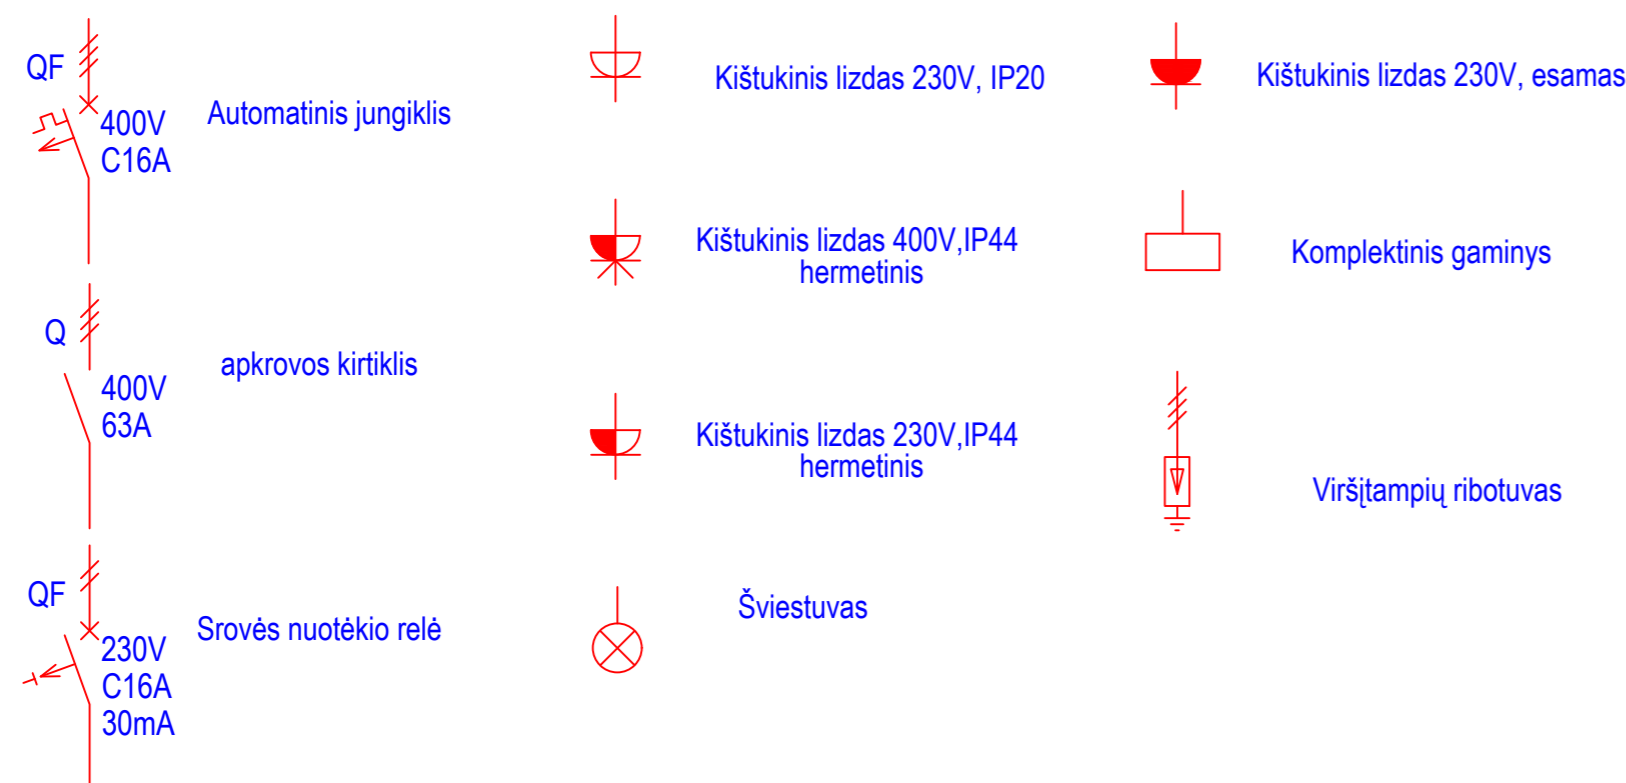 QF
400V
C16A
Automatinis jungiklis
Q
400V
63A
apkrovos kirtiklis
QF
230V
C16A
30mA
Srovės nuotėkio relė
Kištukinis lizdas 230V, IP20
Kištukinis lizdas 400V,IP44
hermetinis
Kištukinis lizdas 230V,IP44
hermetinis
Šviestuvas
Kištukinis lizdas 230V, esamas
Komplektinis gaminys
Viršįtampių ribotuvas